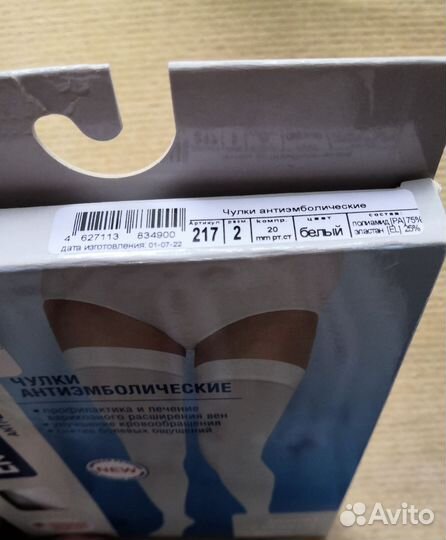 Чулки антиэмболические
Артикул разм компр. цвет состав
217 2 20 mm рт.ст белый полиамид [PA] 75%
эластан [EL] 25%
4 627113 834900
дата изготовления: 01-07-22
ЧУЛКИ
АНТИЭМБОЛИЧЕСКИЕ
• профилактика и лечение
варикозного расширения вен
• улучшение кровообращения
• снятие болевых ощущений
NEW
Avito